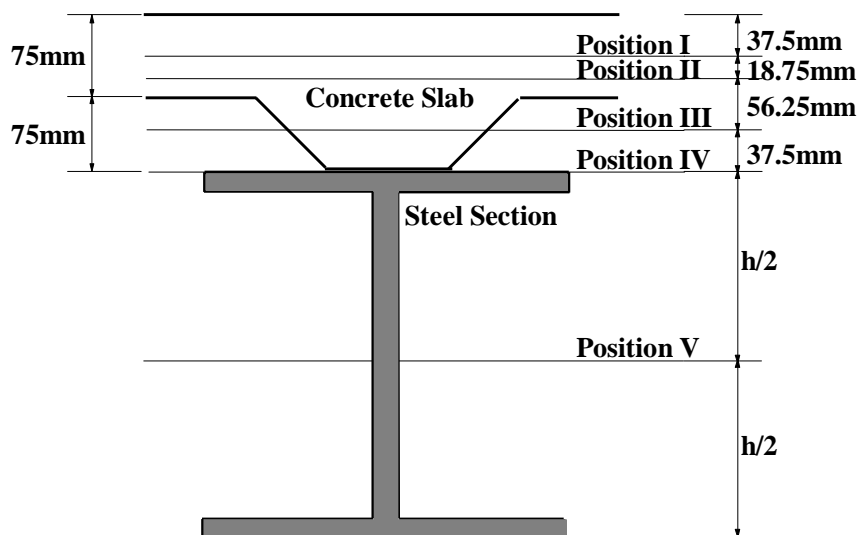 75mm
75mm
Concrete Slab
Steel Section
Position I
Position II
Position III
Position IV
Position V
37.5mm
18.75mm
56.25mm
37.5mm
h/2
h/2